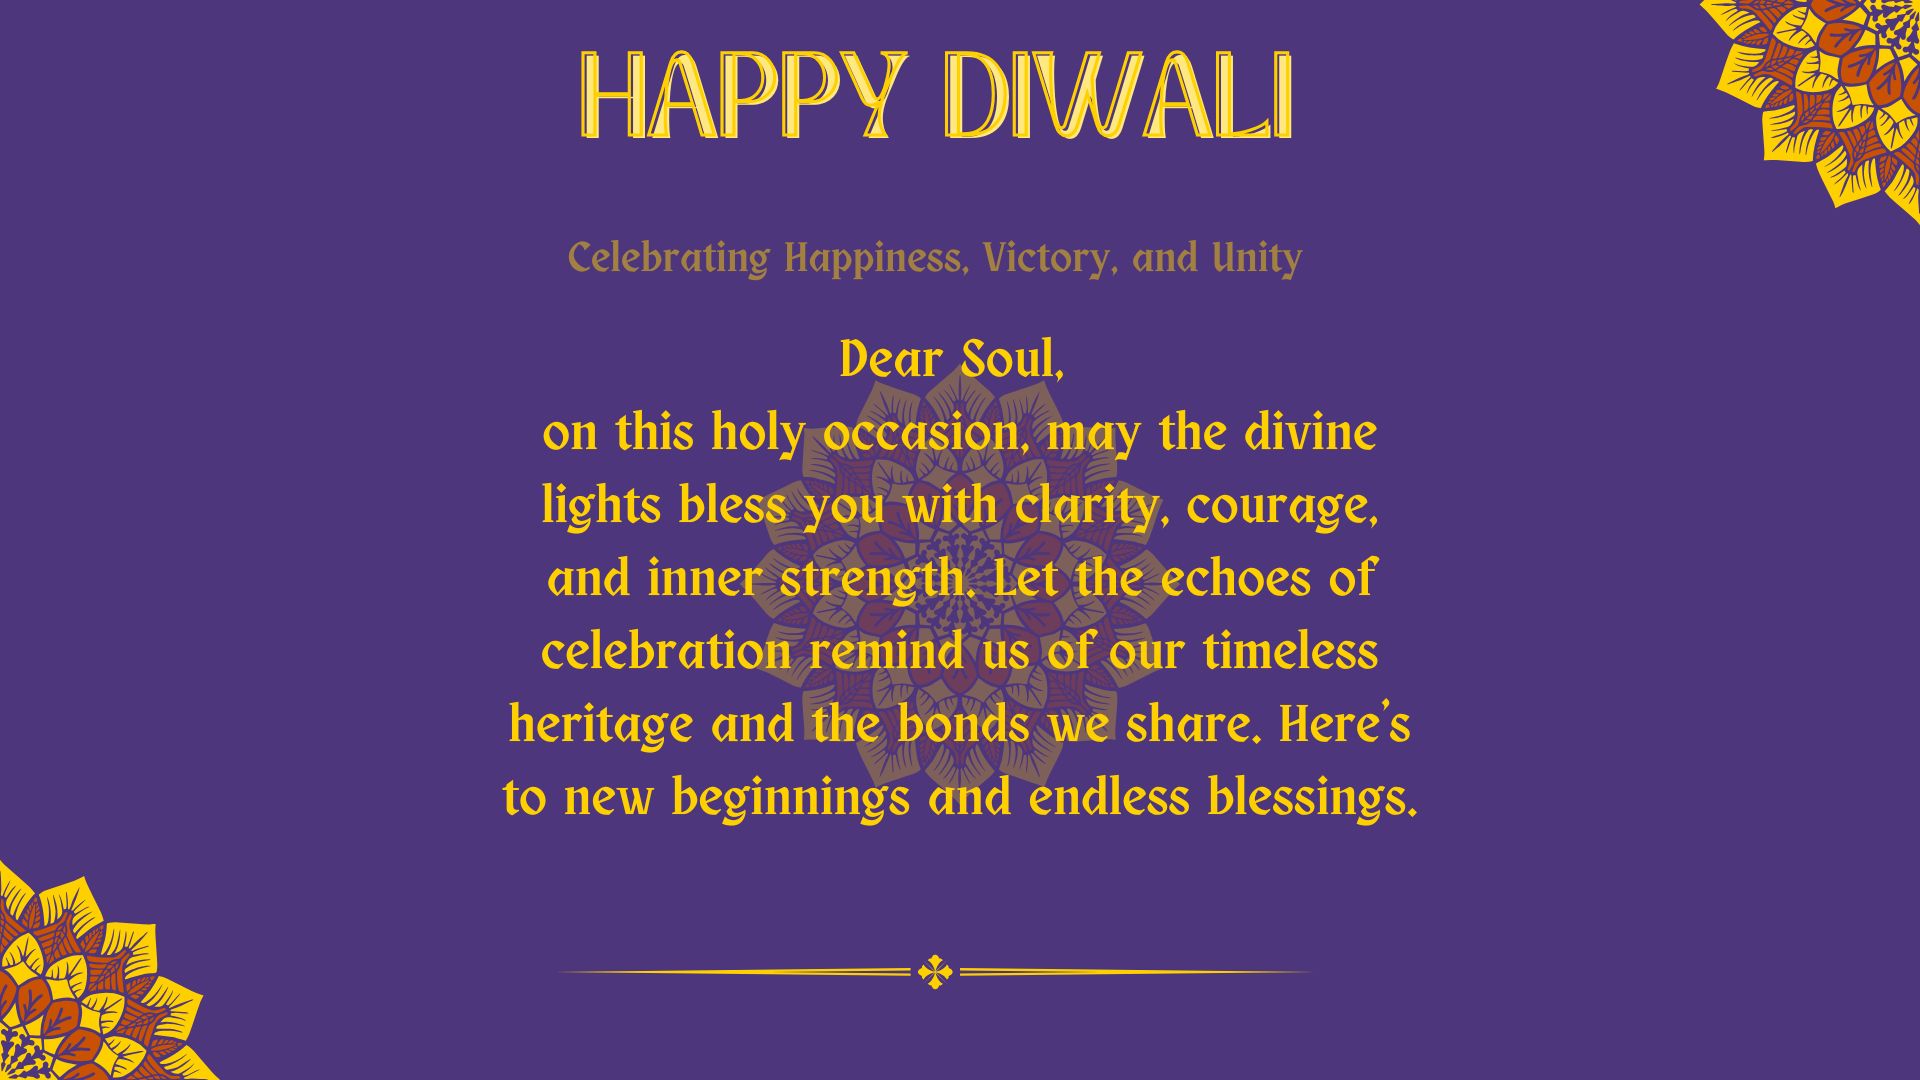 HAPPY DIWALI
Celebrating Happiness, Victory, and Unity
Dear Soul,
on this holy occasion, may the divine
lights bless you with clarity, courage,
and inner strength. Let the echoes of
celebration remind us of our timeless
heritage and the bonds we share. Here's
to new beginnings and endless blessings.